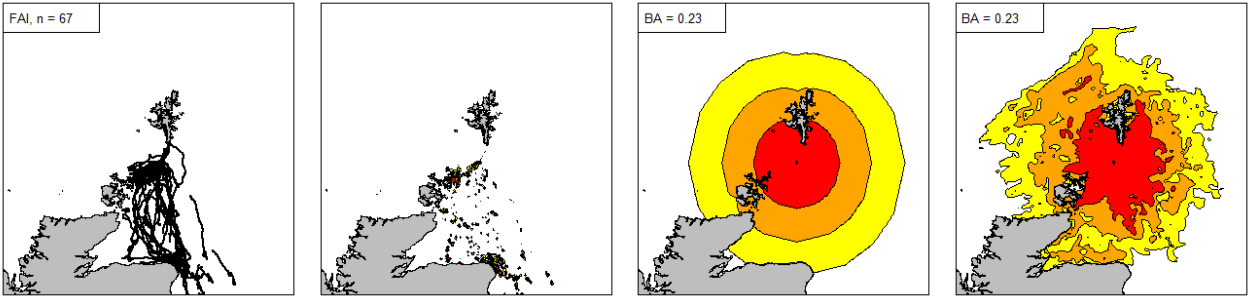 FAI, n = 67
BA = 0.23
BA = 0.23